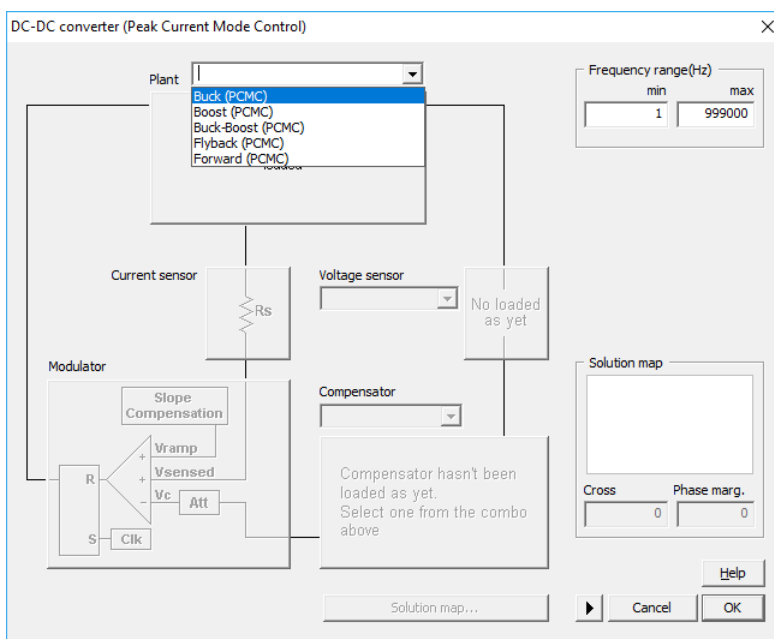 DC-DC converter (Peak Current Mode Control)
Plant
Frequency range(Hz)
min
max
1
999000
Buck (PCMC)
Boost (PCMC)
Buck-Boost (PCMC)
Flyback (PCMC)
Forward (PCMC)
Current sensor
Rs
Voltage sensor
No loaded
as yet
Modulator
Slope
Compensation
Vramp
Vsensed
Vc
Att
R
S
Clk
+
+
−
Compensator
Compensator hasn't been
loaded as yet.
Select one from the combo
above
Solution map
Cross
Phase marg.
0
0
Help
Solution map...
Cancel
OK